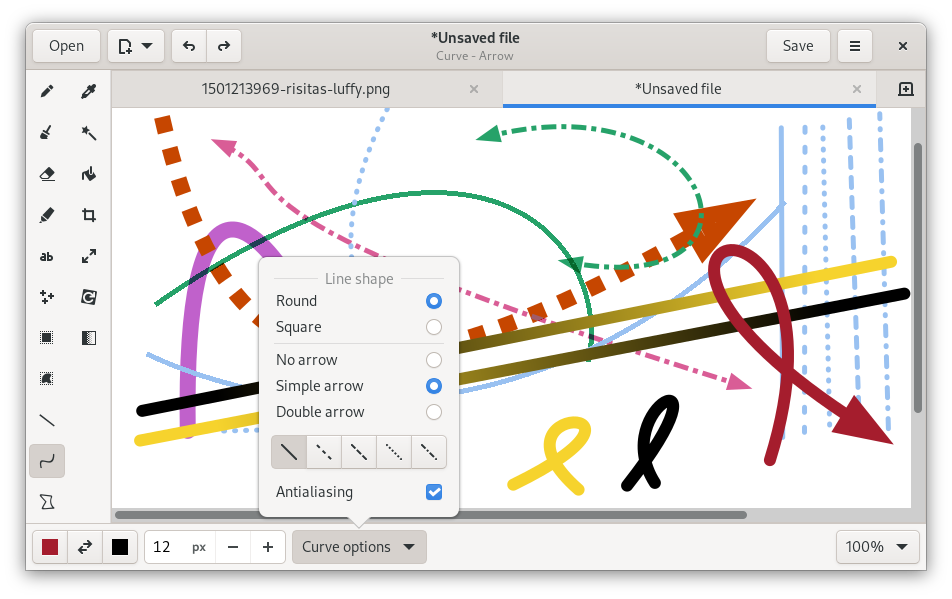 Open
*Unsaved file
Curve - Arrow
Save
1501213969-risitas-luffy.png
*Unsaved file
ab
Line shape
Round
Square
No arrow
Simple arrow
Double arrow
Antialiasing
12 px
Curve options
100%